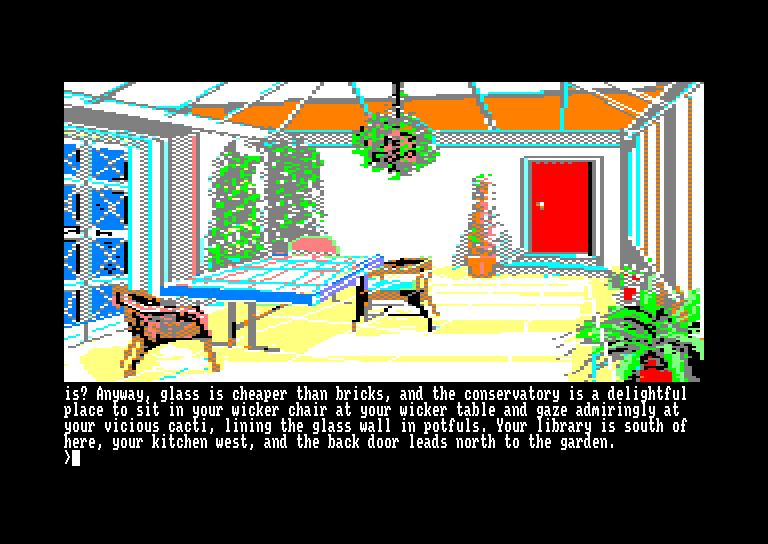 is? Anyway, glass is cheaper than bricks, and the conservatory is a delightful
place to sit in your wicker chair at your wicker table and gaze admiringly at
your vicious cacti, lining the glass wall in potfuls. Your library is south of
here, your kitchen west, and the back door leads north to the garden.
>